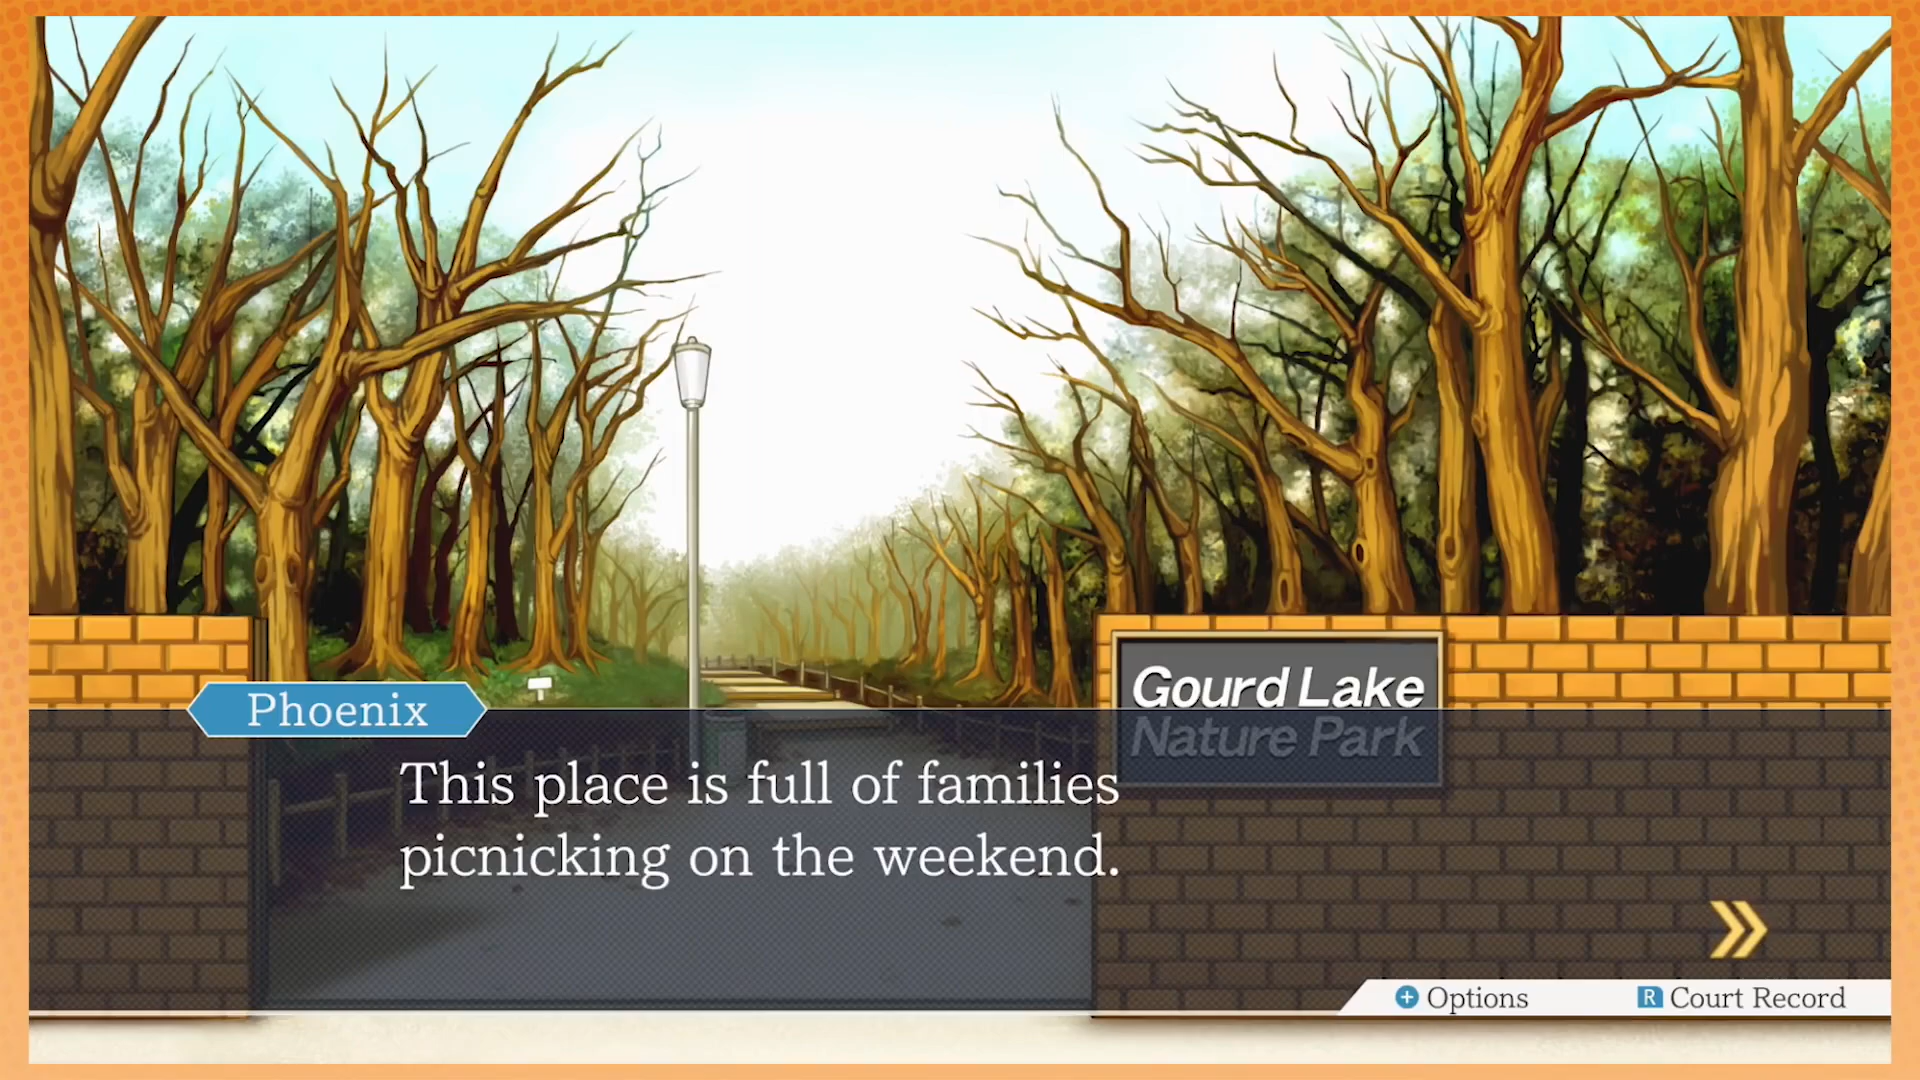 Gourd Lake
Nature Park
Phoenix
This place is full of families
picnicking on the weekend.
+ Options
R Court Record